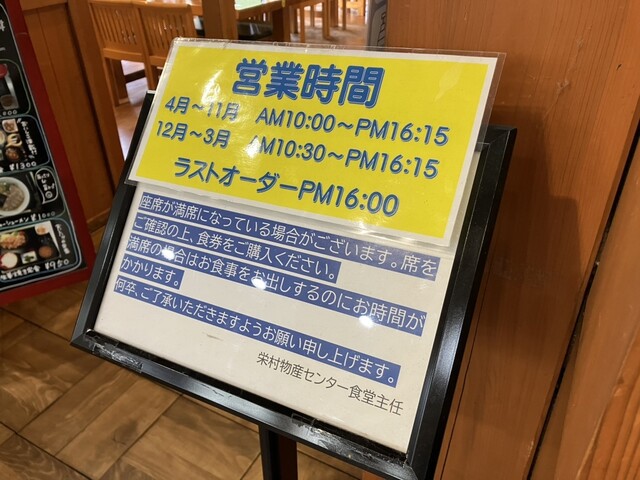 営業時間
4月～11月 AM10:00～PM16:15
12月～3月 AM10:30～PM16:15
ラストオーダーPM16:00
座席が満席になっている場合がございます。席を
ご確認の上、食券をご購入ください。
満席の場合はお食事をお出しするのにお時間が
かかります。
何卒、ご了承いただきますようお願い申し上げます。
栄村物産センター食堂主任